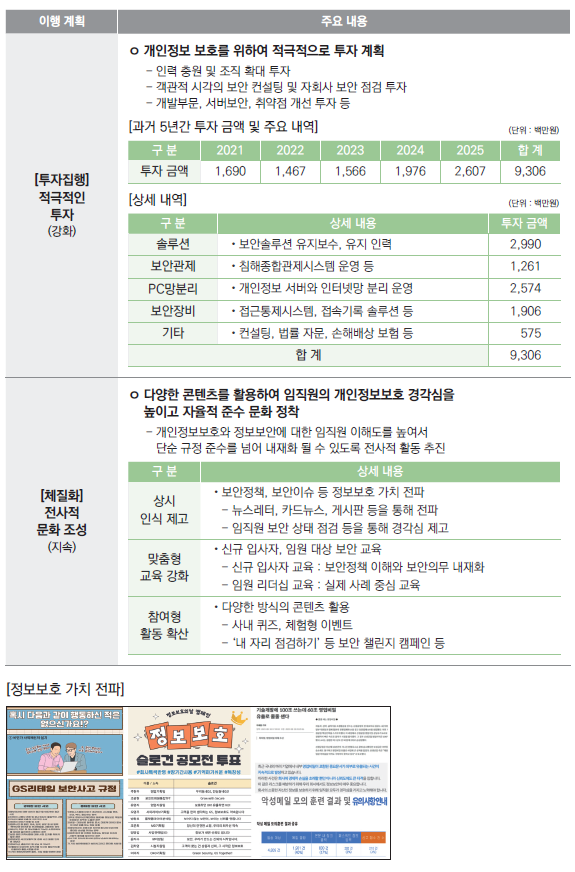 이행 계획 주요 내용
[투자집행]
적극적인
투자
(강화)
ㅇ 개인정보 보호를 위하여 적극적으로 투자 계획
– 인력 충원 및 조직 확대 투자
– 객관적 시각의 보안 컨설팅 및 자회사 보안 점검 투자
– 개발부문, 서버보안, 취약점 개선 투자 등
[과거 5년간 투자 금액 및 주요 내역] (단위 : 백만원)
구 분 2021 2022 2023 2024 2025 합 계
투자 금액 1,690 1,467 1,566 1,976 2,607 9,306
[상세 내역] (단위 : 백만원)
구 분 상세 내용 투자 금액
솔루션 • 보안솔루션 유지보수, 유지 인력 2,990
보안관제 • 침해종합관제시스템 운영 등 1,261
PC망분리 • 개인정보 서버와 인터넷망 분리 운영 2,574
보안장비 • 접근통제시스템, 접속기록 솔루션 등 1,906
기타 • 컨설팅, 법률 자문, 손해배상 보험 등 575
합 계 9,306
[체질화]
전사적
문화 조성
(지속)
ㅇ 다양한 콘텐츠를 활용하여 임직원의 개인정보보호 경각심을
높이고 자율적 준수 문화 정착
– 개인정보보호와 정보보안에 대한 임직원 이해도를 높여서
단순 규정 준수를 넘어 내재화 될 수 있도록 전사적 활동 추진
구 분 상세 내용
상시
인식 제고
• 보안정책, 보안이슈 등 정보보호 가치 전파
– 뉴스레터, 카드뉴스, 게시판 등을 통해 전파
– 임직원 보안 상태 점검 등을 통해 경각심 제고
맞춤형
교육 강화
• 신규 입사자, 임원 대상 보안 교육
– 신규 입사자 교육 : 보안정책 이해와 보안의무 내재화
– 임원 리더십 교육 : 실제 사례 중심 교육
참여형
활동 확산
• 다양한 방식의 콘텐츠 활용
– 사내 퀴즈, 체험형 이벤트
– ‘내 자리 점검하기’ 등 보안 챌린지 캠페인 등
[정보보호 가치 전파]
혹시 다음과 같이 행동하신 적은
없으신가요!?
GS리테일 보안사고 규정
정보보호
슬로건 공모전 투표
악성메일 모의 훈련 결과 및 유의사항 안내